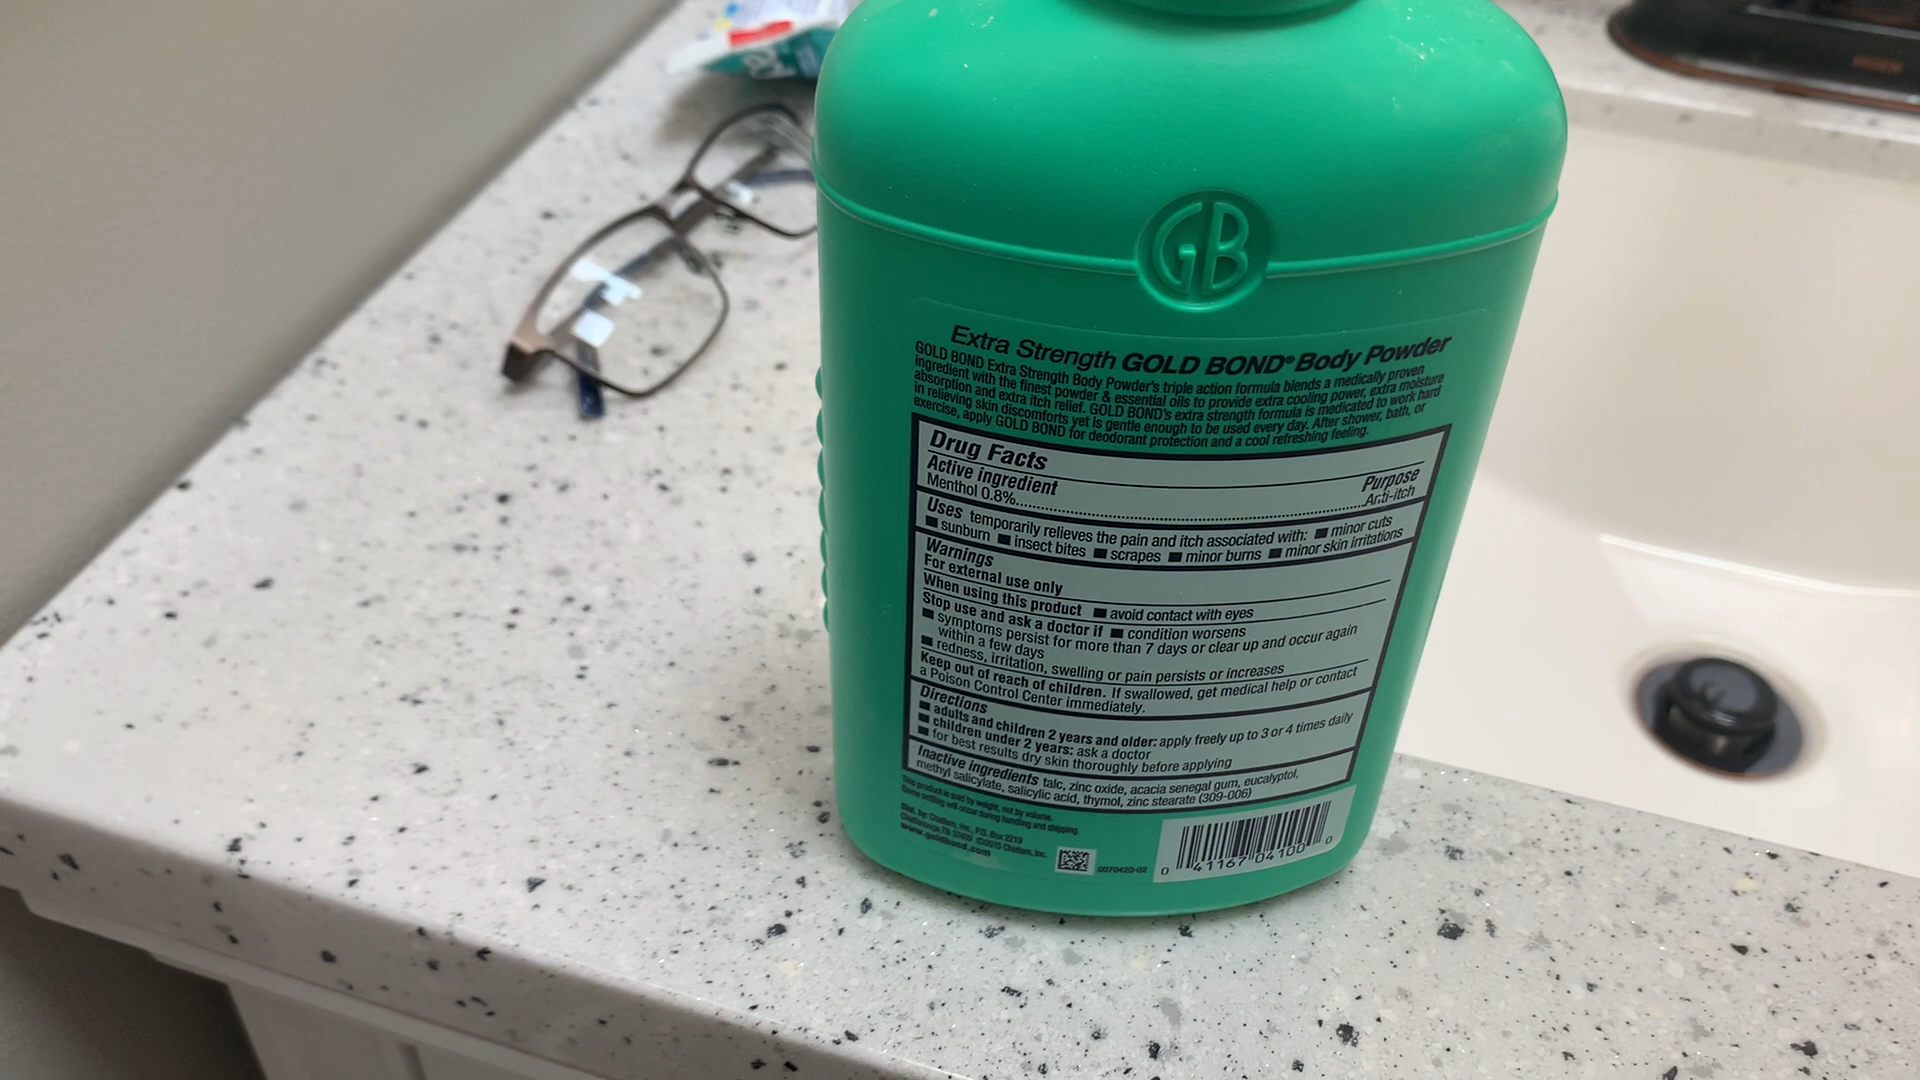 GB
Extra Strength GOLD BOND® Body Powder
GOLD BOND Extra Strength Body Powder's triple action formula blends a medically proven
ingredient with the finest powder & essential oils to provide extra cooling power, extra moisture
absorption and extra itch relief. GOLD BOND's extra strength formula is medicated to work hard
in relieving skin discomforts yet is gentle enough to be used every day. After shower, bath, or
exercise, apply GOLD BOND for deodorant protection and a cool refreshing feeling.
Drug Facts
Active ingredient Purpose
Menthol 0.8%..........Anti-itch
Uses temporarily relieves the pain and itch associated with: ■ minor cuts
■ sunburn ■ insect bites ■ scrapes ■ minor burns ■ minor skin irritations
Warnings
For external use only
When using this product ■ avoid contact with eyes
Stop use and ask a doctor if ■ condition worsens
■ symptoms persist for more than 7 days or clear up and occur again
within a few days
■ redness, irritation, swelling or pain persists or increases
Keep out of reach of children. If swallowed, get medical help or contact
a Poison Control Center immediately.
Directions
■ adults and children 2 years and older: apply freely up to 3 or 4 times daily
■ children under 2 years: ask a doctor
■ for best results dry skin thoroughly before applying
Inactive ingredients talc, zinc oxide, acacia senegal gum, eucalyptol,
methyl salicylate, salicylic acid, thymol, zinc stearate (309-006)
This product is sold by weight, not by volume.
Some settling will occur during handling and shipping.
Dist. by: Chattem, Inc., P.O. Box 2219
Chattanooga, TN 37409 ©2015 Chattem, Inc.
www.goldbond.com
0070420-02
0 41167 04100 0